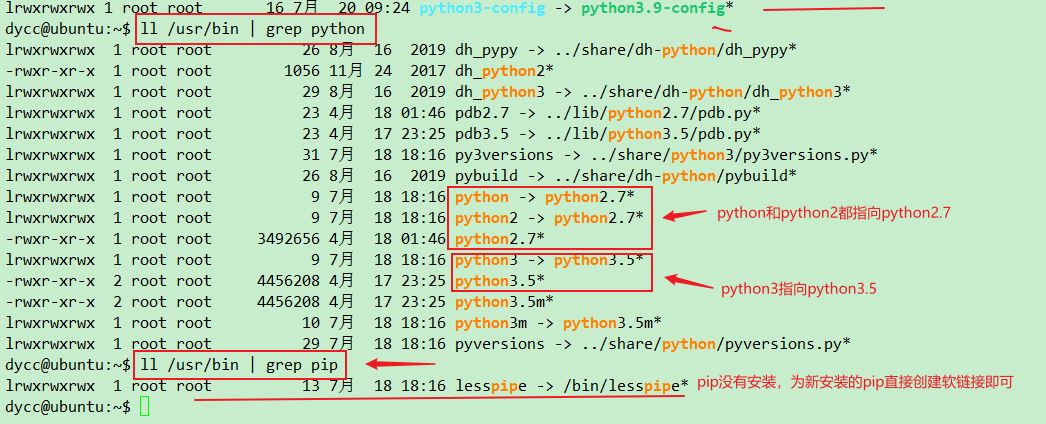 lrwxrwxrwx 1 root root 16 7月 20 09:24 python3-config -> python3.9-config*
dycc@ubuntu:~$ ll /usr/bin | grep python
lrwxrwxrwx 1 root root 26 8月 16 2019 dh_pypy -> ../share/dh-python/dh_pypy*
-rwxr-xr-x 1 root root 1056 11月 24 2017 dh_python2*
lrwxrwxrwx 1 root root 29 8月 16 2019 dh_python3 -> ../share/dh-python/dh_python3*
lrwxrwxrwx 1 root root 23 4月 18 01:46 pdb2.7 -> ../lib/python2.7/pdb.py*
lrwxrwxrwx 1 root root 23 4月 17 23:25 pdb3.5 -> ../lib/python3.5/pdb.py*
lrwxrwxrwx 1 root root 31 7月 18 18:16 py3versions -> ../share/python3/py3versions.py*
lrwxrwxrwx 1 root root 26 8月 16 2019 pybuild -> ../share/dh-python/pybuild*
lrwxrwxrwx 1 root root 9 7月 18 18:16 python -> python2.7*
lrwxrwxrwx 1 root root 9 7月 18 18:16 python2 -> python2.7*
python和python2都指向python2.7
-rwxr-xr-x 1 root root 3492656 4月 18 01:46 python2.7*
lrwxrwxrwx 1 root root 9 7月 18 18:16 python3 -> python3.5*
-rwxr-xr-x 2 root root 4456208 4月 17 23:25 python3.5*
python3指向python3.5
-rwxr-xr-x 2 root root 4456208 4月 17 23:25 python3.5m*
lrwxrwxrwx 1 root root 10 7月 18 18:16 python3m -> python3.5m*
lrwxrwxrwx 1 root root 29 7月 18 18:16 pyversions -> ../share/python/pyversions.py*
dycc@ubuntu:~$ ll /usr/bin | grep pip
lrwxrwxrwx 1 root root 13 7月 18 18:16 lesspipe -> /bin/lesspipe*
pip没有安装，为新安装的pip直接创建软链接即可
dycc@ubuntu:~$